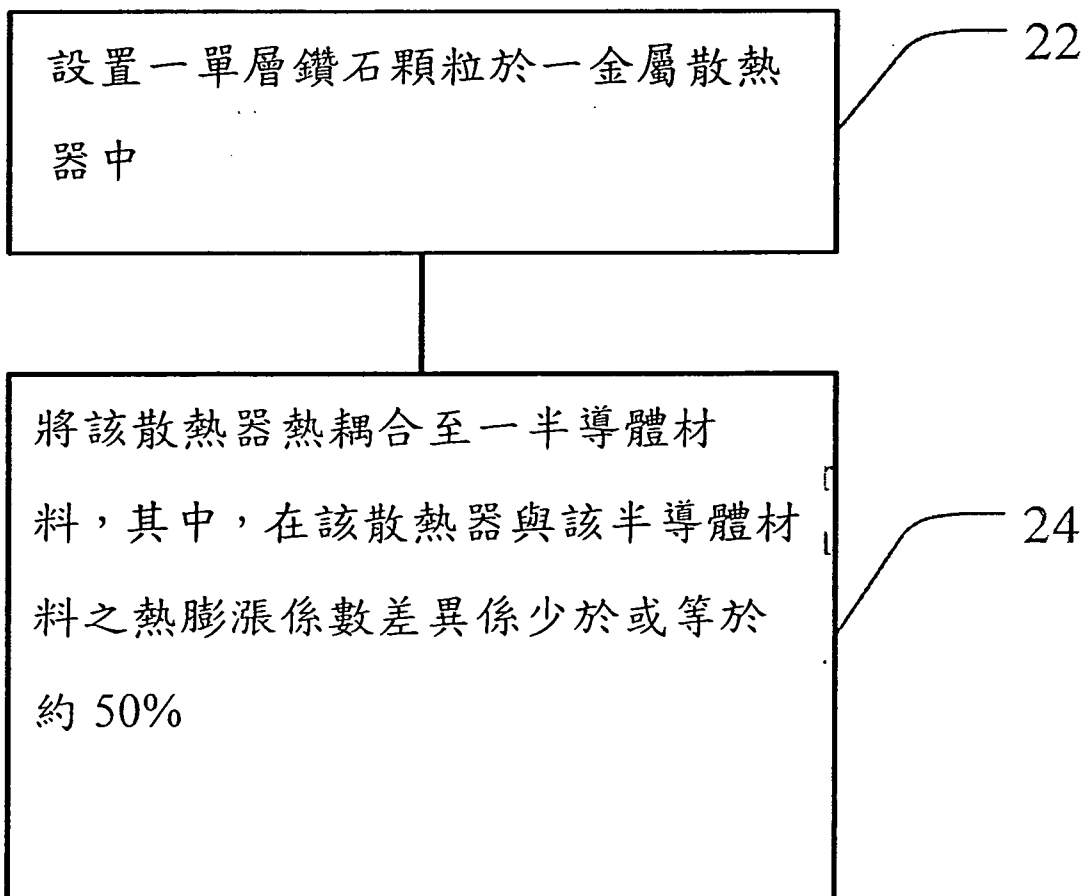 設置一單層鑽石顆粒於一金屬散熱
器中
22
將該散熱器熱耦合至一半導體材
料，其中，在該散熱器與該半導體材
料之熱膨漲係數差異係少於或等於
約 50%
24